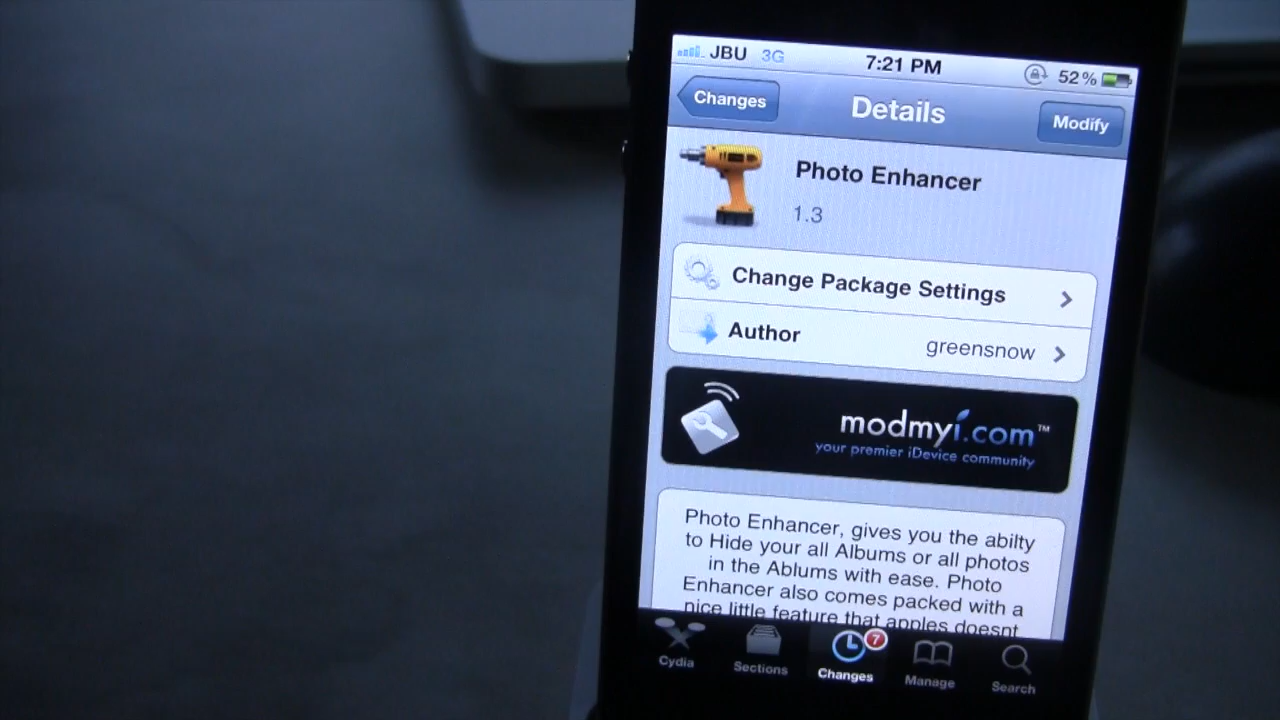 JBU 3G 7:21 PM 52%
Changes Details Modify
Photo Enhancer
1.3
Change Package Settings
Author greensnow
modmyi.com™
your premier iDevice community
Photo Enhancer, gives you the abilty
to Hide your all Albums or all photos
in the Ablums with ease. Photo
Enhancer also comes packed with a
nice little feature that apples doesnt
7
Cydia Sections Changes Manage Search